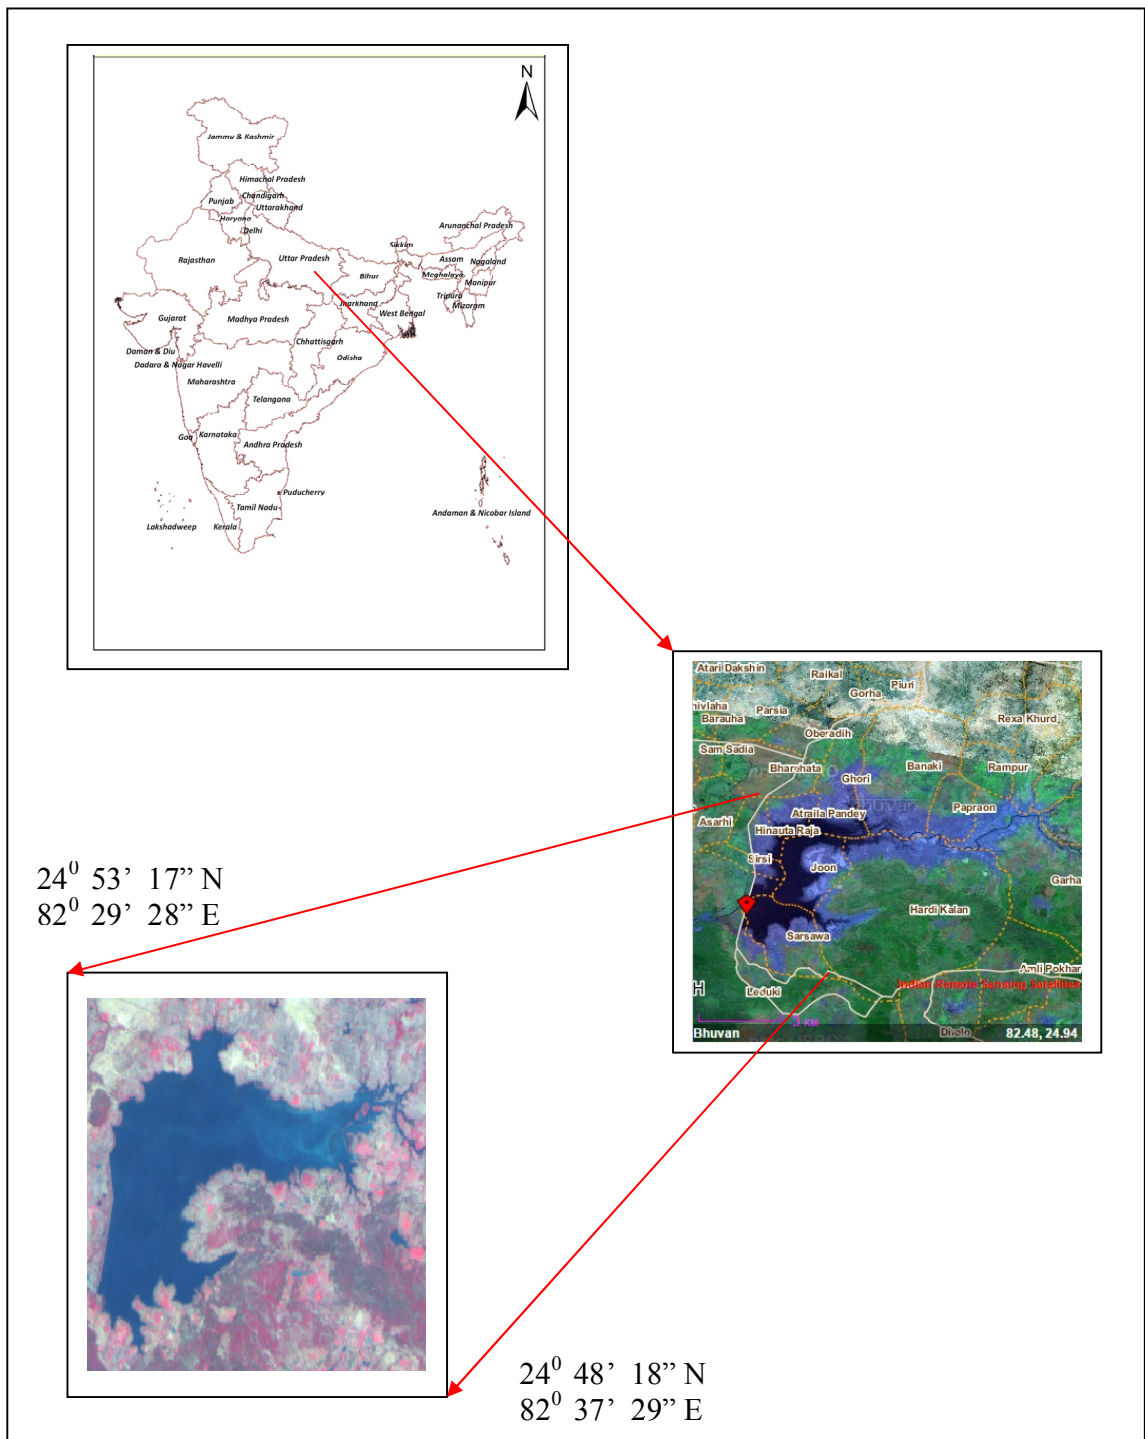 N
Jammu & Kashmir
Himachal Pradesh
Chandigarh
Punjab
Uttarakhand
Haryana
Delhi
Arunanchal Pradesh
Sikkim
Uttar Pradesh
Assam
Rajasthan
Nagaland
Bihar
Meghalaya
Manipur
Tripura
Jharkhand
Mizoram
West Bengal
Gujarat
Madhya Pradesh
Chhattisgarh
Daman & Diu
Odisha
Dadara & Nagar Havelli
Maharashtra
Telangana
Goa
Karnataka
Andhra Pradesh
Puducherry
Tamil Nadu
Andaman & Nicobar Island
Lakshadweep
Kerala
Atari Dakshin
Raikal
Piuri
Gorha
nivlaha
Parsia
Barauha
Rexa Khurd
Oberadih
Sam Sadia
Bharohata
Banaki
Rampur
Ghori
Papraon
Atraila Pandey
Asarhi
Hinauta Raja
Sirsi
Joon
Garha
Hardi Kalan
Sarsawa
Amli Pokhar
Indian Remote Sensing Satellites
H
Leduki
3 KM
Bhuvan
82.48, 24.94
24⁰ 53’ 17” N
82⁰ 29’ 28” E
24⁰ 48’ 18” N
82⁰ 37’ 29” E